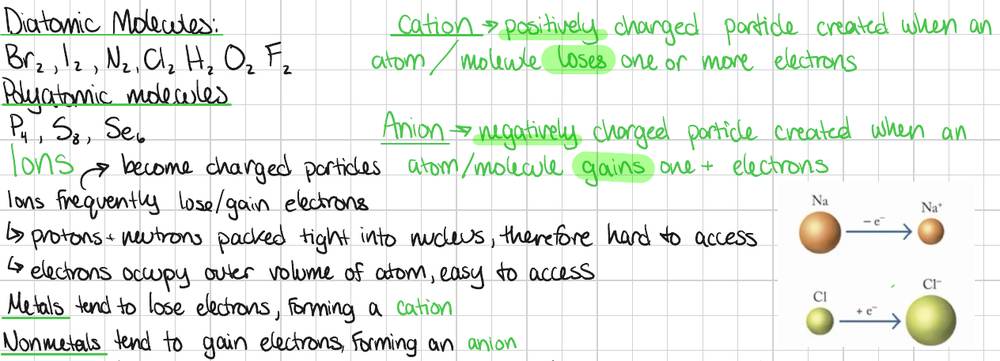 Diatomic Molecules:
Br₂, I₂, N₂, Cl₂ H₂ O₂ F₂
Polyatomic molecules
P₄, S₈, Se₆
Cation → positively charged particle created when an
atom/molecule loses one or more electrons
Anion → negatively charged particle created when an
atom/molecule gains one + electrons
Ions → become charged particles
Ions frequently lose/gain electrons
↳ protons + neutrons packed tight into nucleus, therefore hard to access
↳ electrons occupy outer volume of atom, easy to access
Metals tend to lose electrons, forming a cation
Nonmetals tend to gain electrons, forming an anion
Na − e⁻ → Na⁺
Cl + e⁻ → Cl⁻